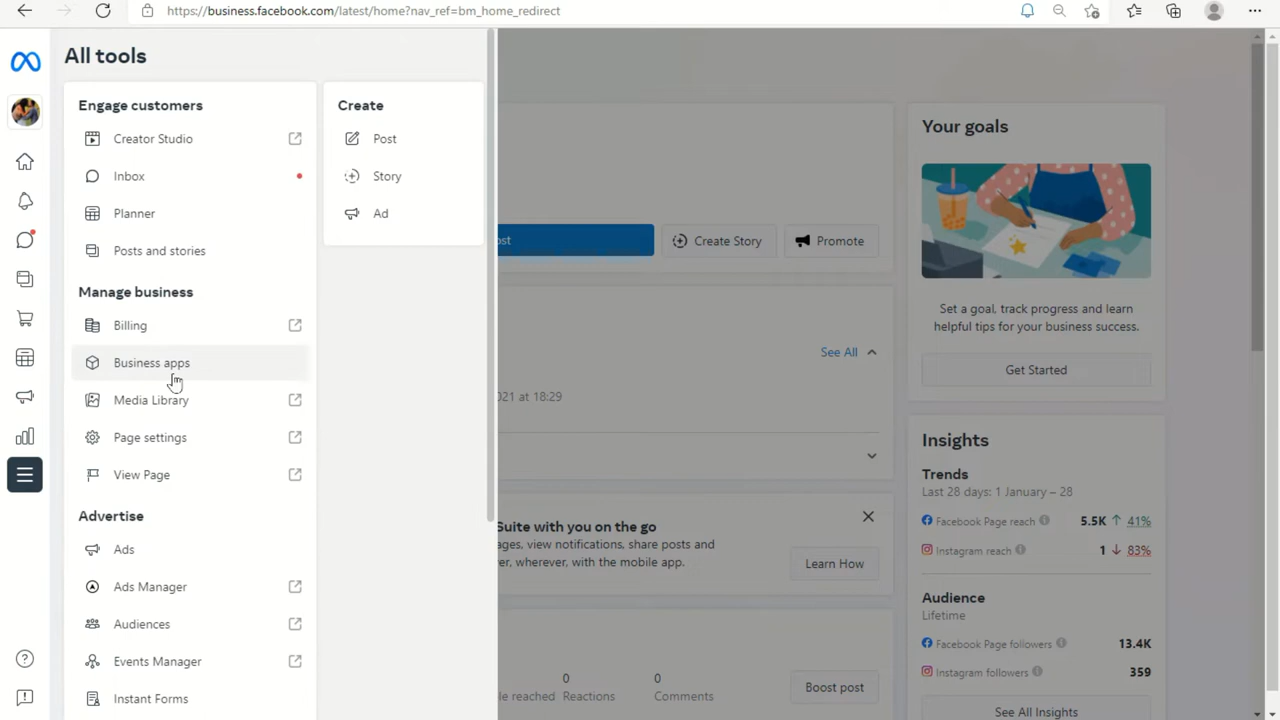 https://business.facebook.com/latest/home?nav_ref=bm_home_redirect
All tools
Engage customers
Creator Studio
Inbox
Planner
Posts and stories
Manage business
Billing
Business apps
Media Library
Page settings
View Page
Advertise
Ads
Ads Manager
Audiences
Events Manager
Instant Forms
Create
Post
Story
Ad
Create Story
Promote
See All
021 at 18:29
Suite with you on the go
ages, view notifications, share posts and
ver, wherever, with the mobile app.
Learn How
0 0
le reached Reactions Comments
Boost post
Your goals
Set a goal, track progress and learn
helpful tips for your business success.
Get Started
Insights
Trends
Last 28 days: 1 January – 28
Facebook Page reach 5.5K ↑ 41%
Instagram reach 1 ↓ 83%
Audience
Lifetime
Facebook Page followers 13.4K
Instagram followers 359
See All Insights